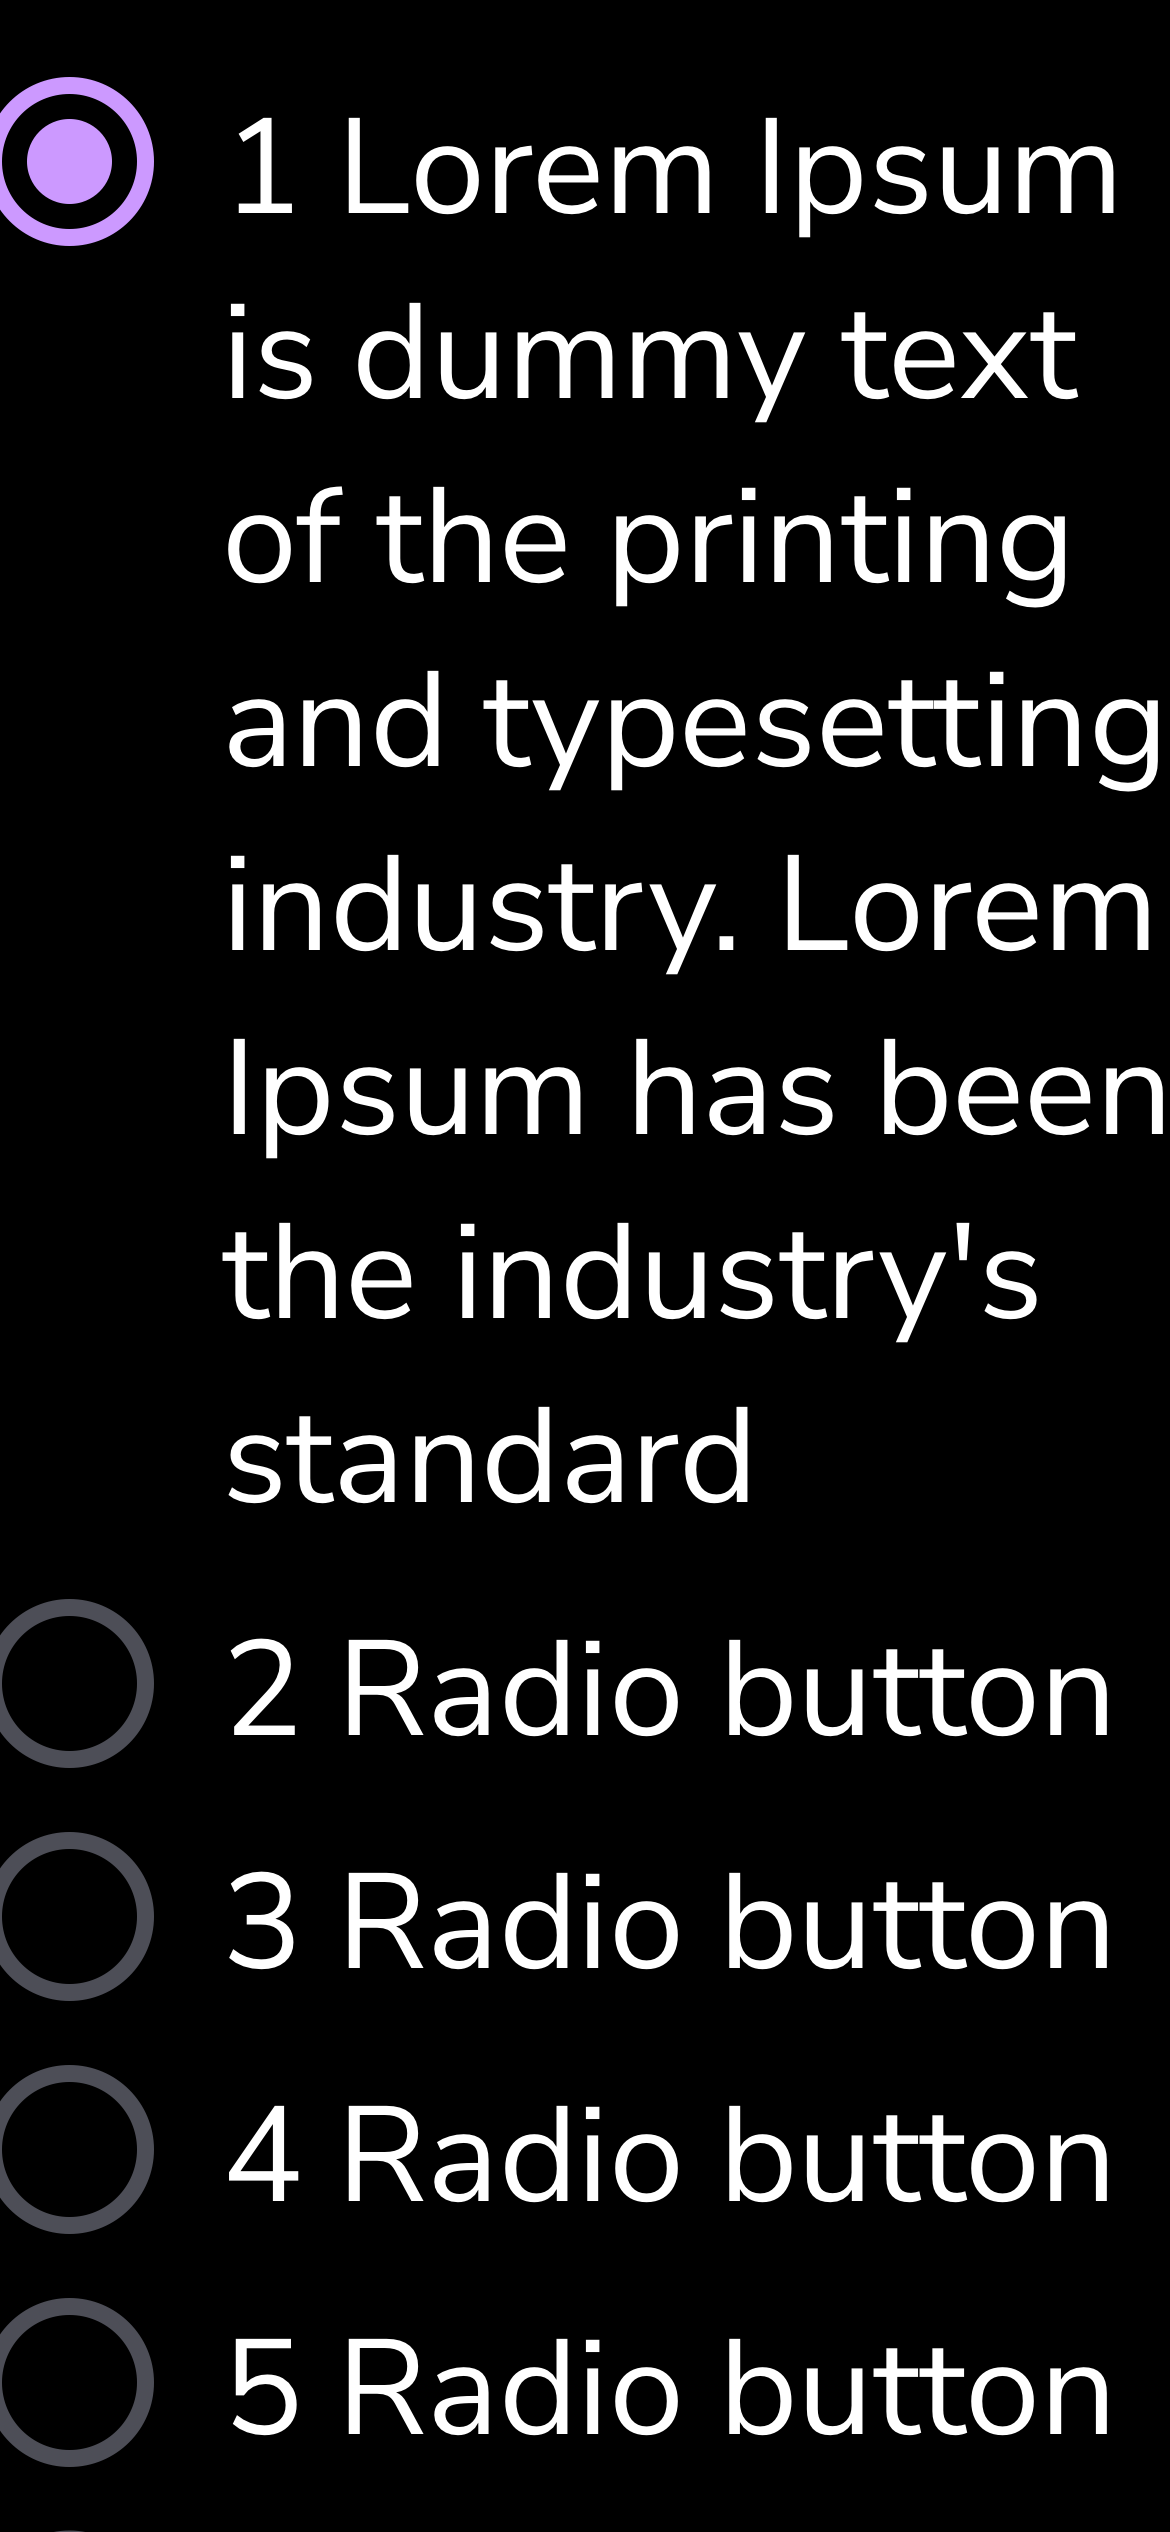 1 Lorem Ipsum
is dummy text
of the printing
and typesetting
industry. Lorem
Ipsum has been
the industry's
standard
2 Radio button
3 Radio button
4 Radio button
5 Radio button